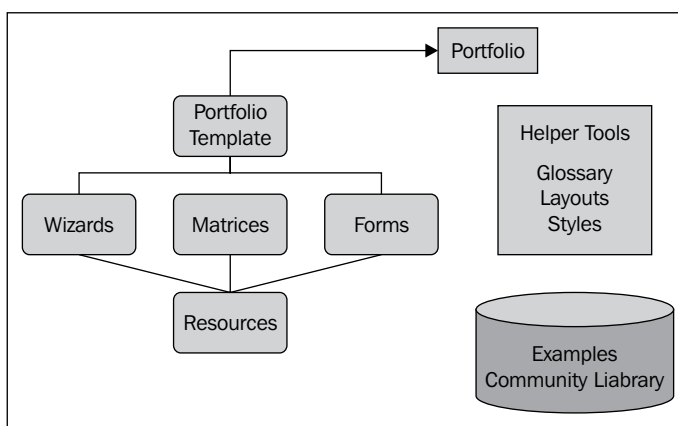 Portfolio
Portfolio
Template
Wizards
Matrices
Forms
Resources
Helper Tools
Glossary
Layouts
Styles
Examples
Community Liabrary